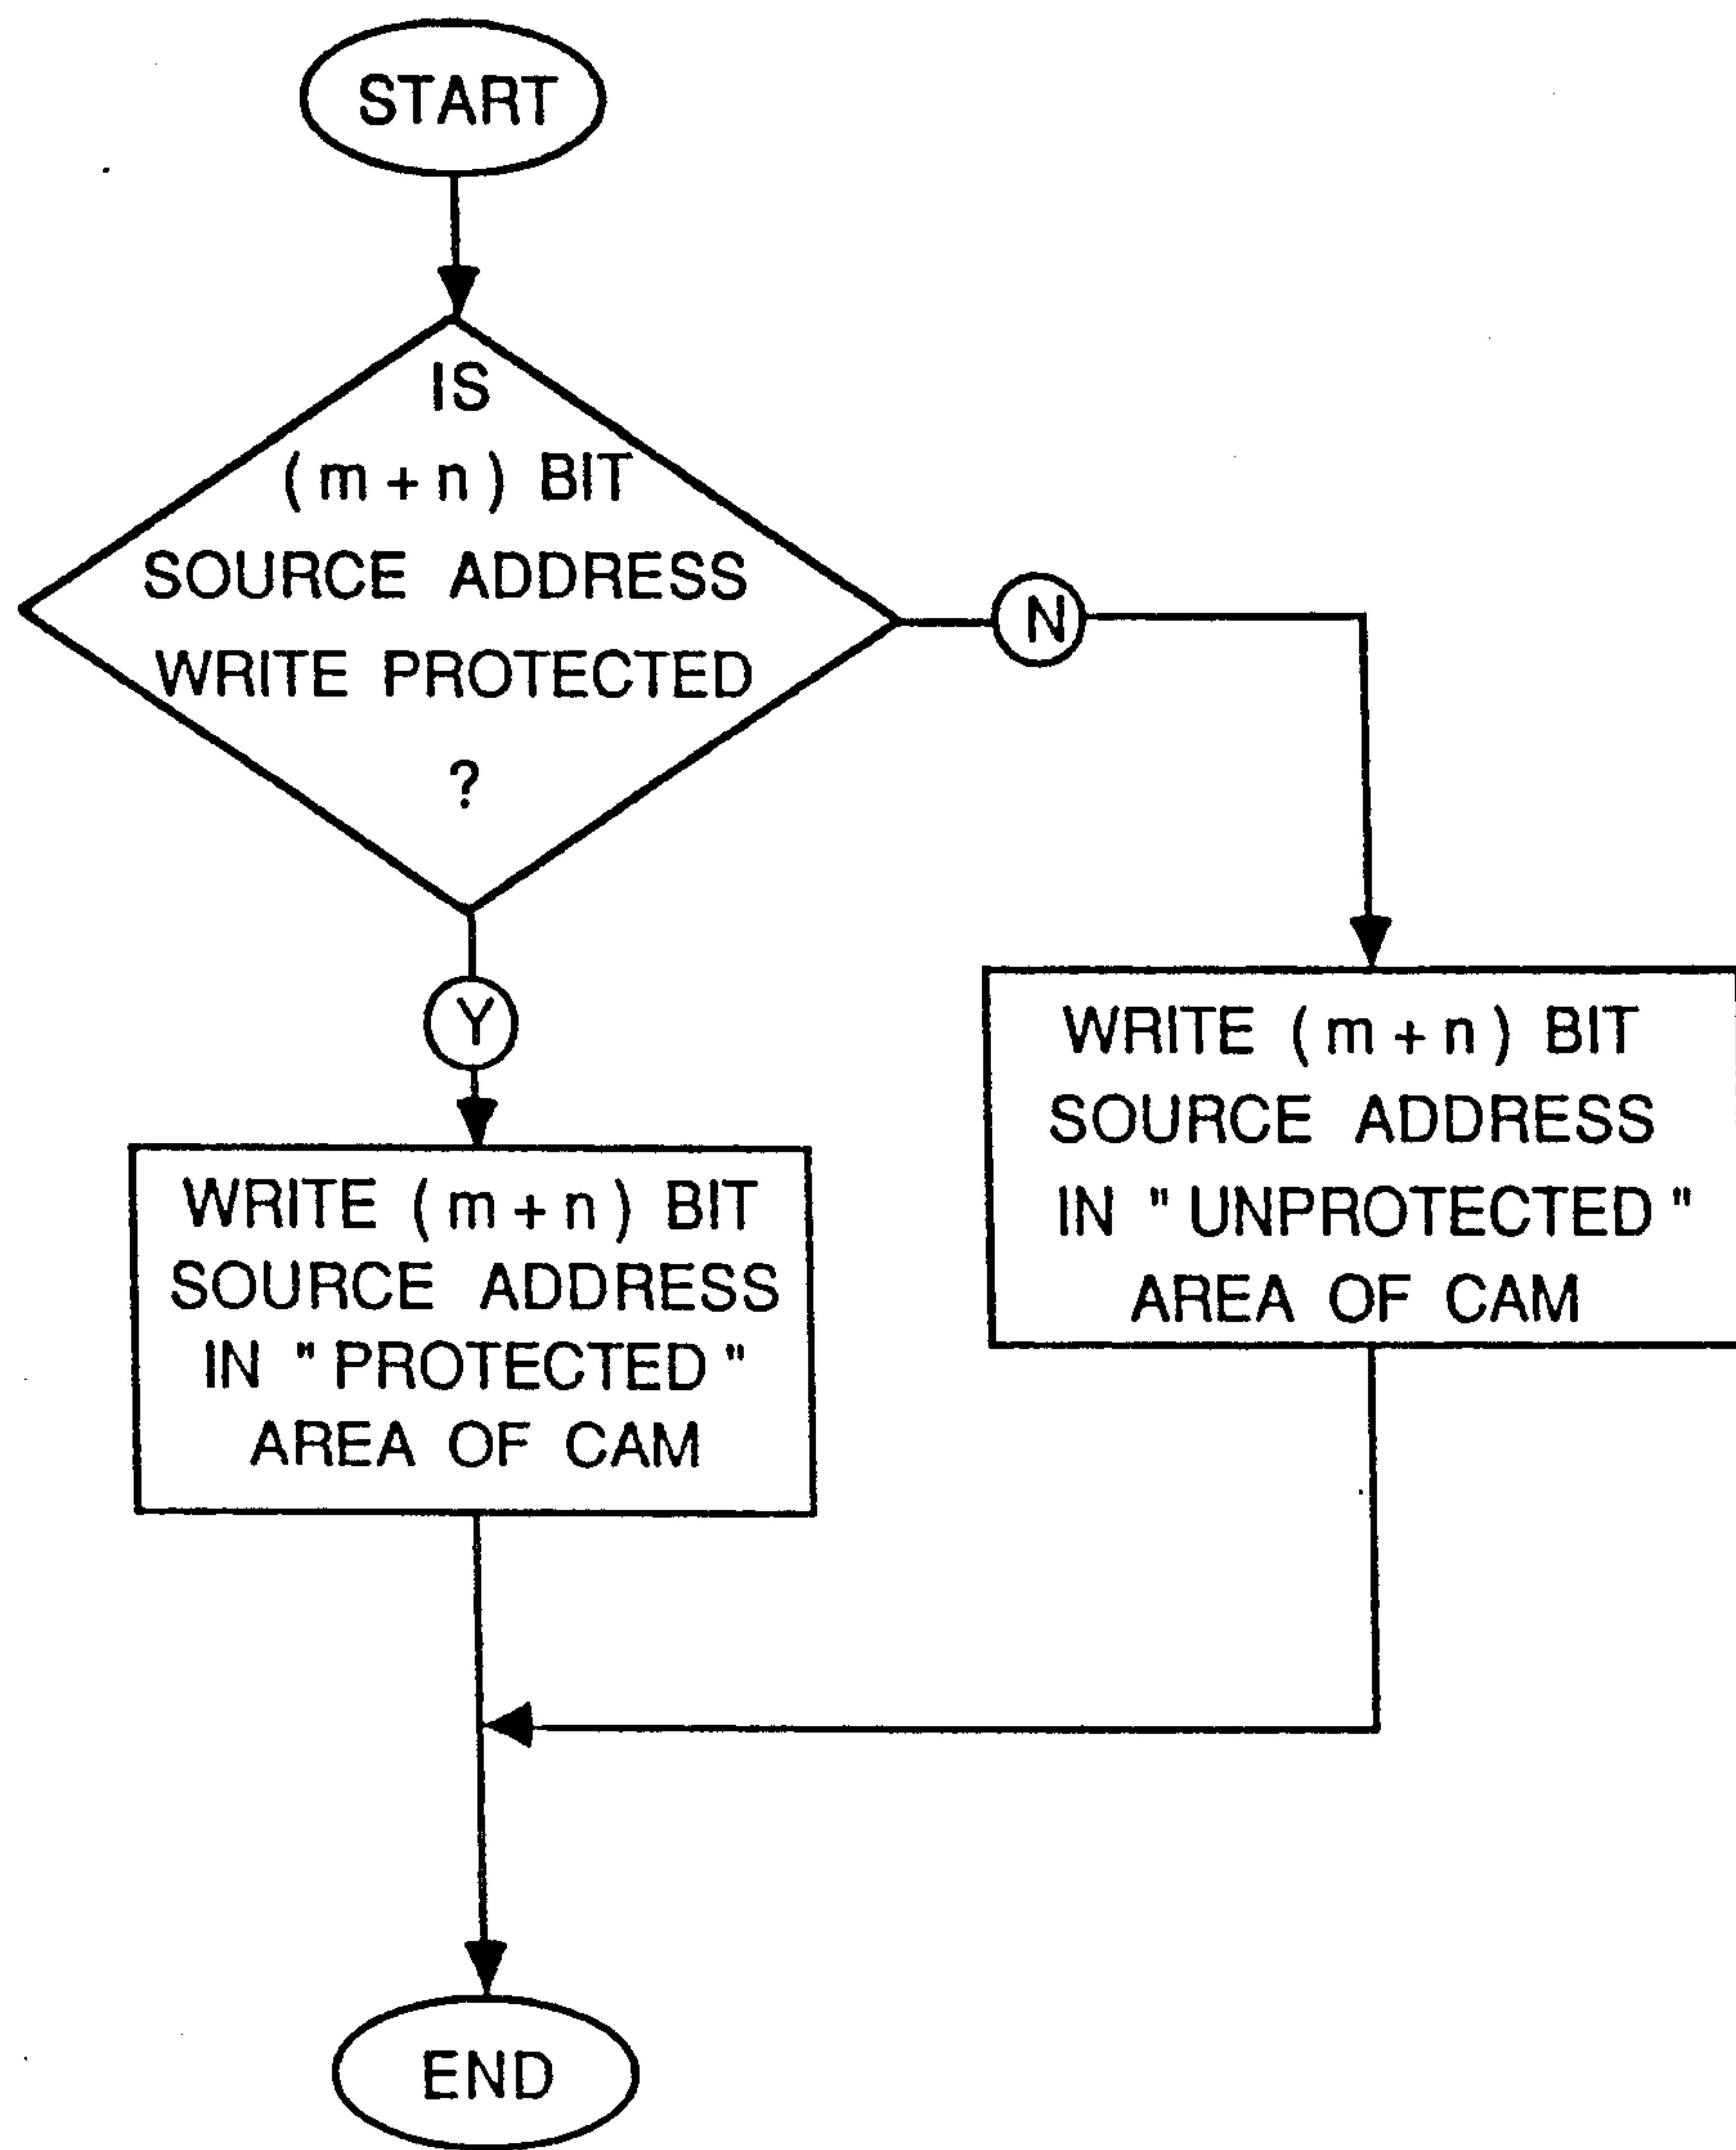 START
IS
( m + n ) BIT
SOURCE ADDRESS
WRITE PROTECTED
?
N
Y
WRITE ( m + n ) BIT
SOURCE ADDRESS
IN " UNPROTECTED "
AREA OF CAM
WRITE ( m + n ) BIT
SOURCE ADDRESS
IN " PROTECTED "
AREA OF CAM
END